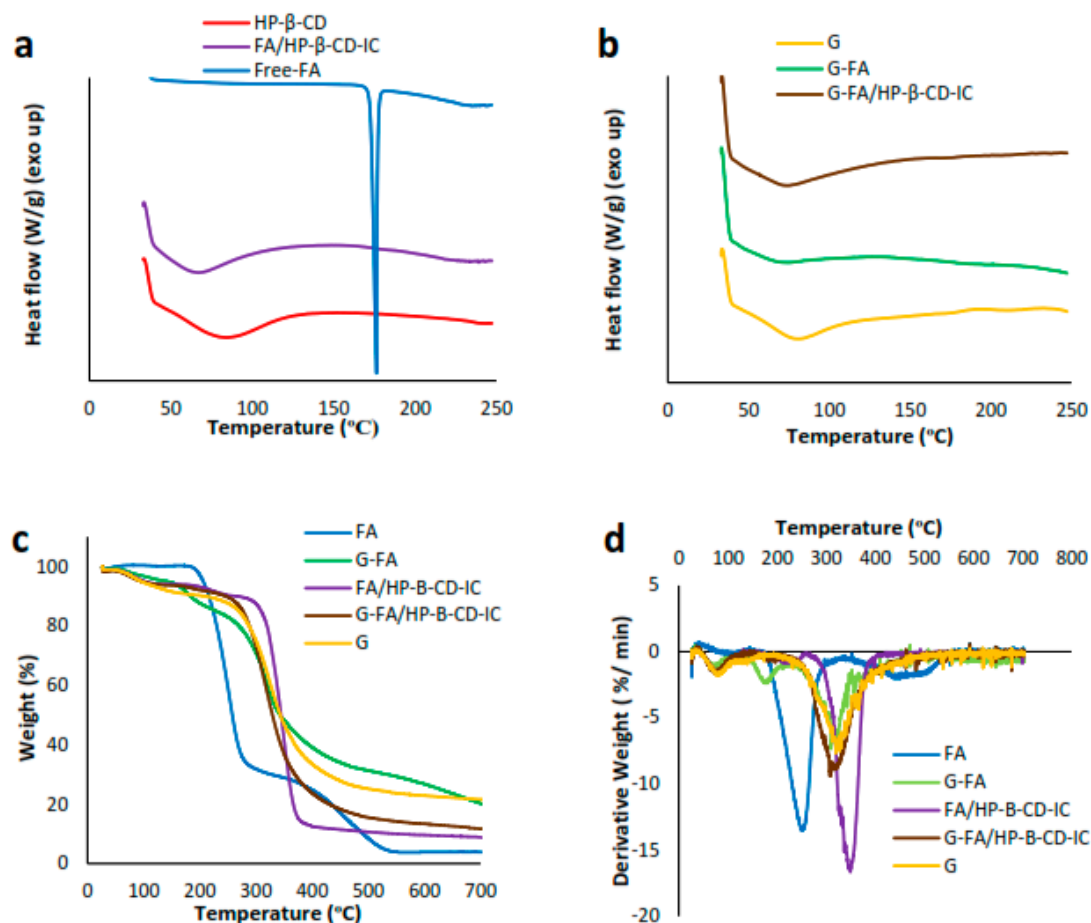 a
HP-β-CD
FA/HP-β-CD-IC
Free-FA
Heat flow (W/g) (exo up)
0 50 100 150 200 250
Temperature (°C)
b
G
G-FA
G-FA/HP-β-CD-IC
Heat flow (W/g) (exo up)
0 50 100 150 200 250
Temperature (°C)
c
FA
G-FA
FA/HP-B-CD-IC
G-FA/HP-B-CD-IC
G
Weight (%)
100
80
60
40
20
0
0 100 200 300 400 500 600 700
Temperature (°C)
d
Temperature (°C)
0 100 200 300 400 500 600 700 800
Derivative Weight ( %/ min)
5
0
-5
-10
-15
-20
FA
G-FA
FA/HP-B-CD-IC
G-FA/HP-B-CD-IC
G